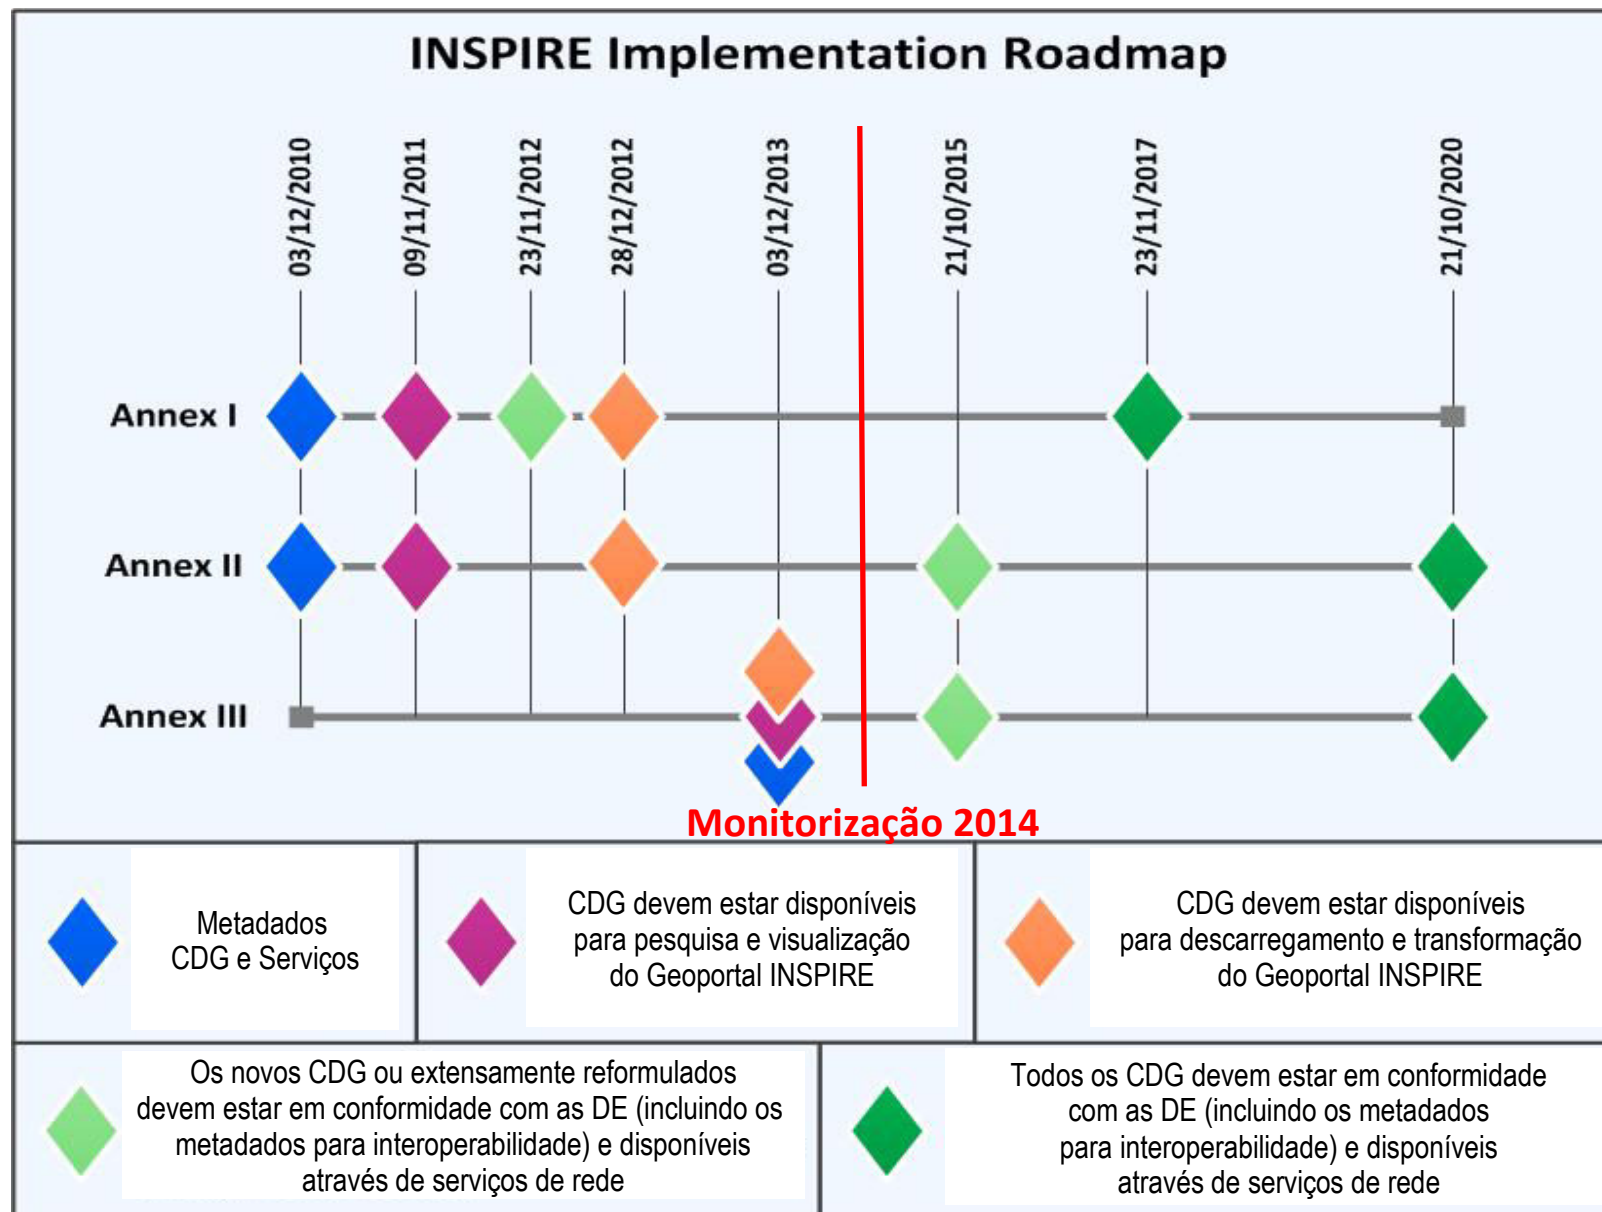 INSPIRE Implementation Roadmap
03/12/2010
09/11/2011
23/11/2012
28/12/2012
03/12/2013
21/10/2015
23/11/2017
21/10/2020
Annex I
Annex II
Annex III
Monitorização 2014
Metadados
CDG e Serviços
CDG devem estar disponíveis
para pesquisa e visualização
do Geoportal INSPIRE
CDG devem estar disponíveis
para descarregamento e transformação
do Geoportal INSPIRE
Os novos CDG ou extensamente reformulados
devem estar em conformidade com as DE (incluindo os
metadados para interoperabilidade) e disponíveis
através de serviços de rede
Todos os CDG devem estar em conformidade
com as DE (incluindo os metadados
para interoperabilidade) e disponíveis
através de serviços de rede